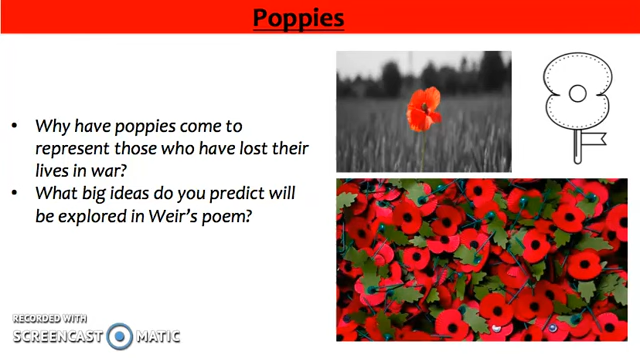 Poppies
• Why have poppies come to
represent those who have lost their
lives in war?
• What big ideas do you predict will
be explored in Weir's poem?
RECORDED WITH
SCREENCAST MATIC